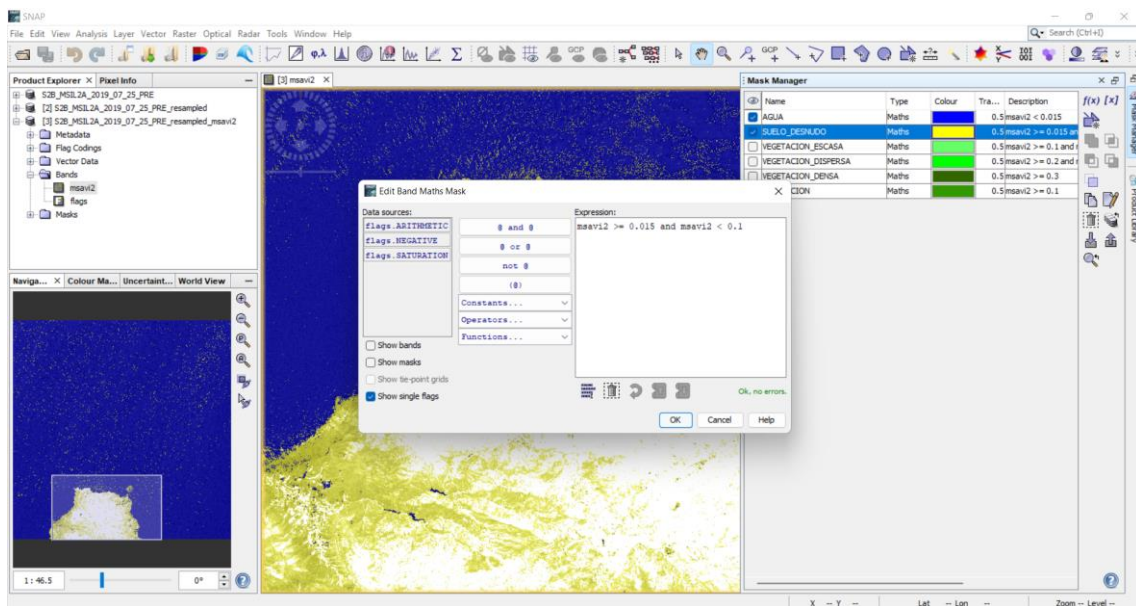 SNAP
File Edit View Analysis Layer Vector Raster Optical Radar Tools Window Help
Search (Ctrl+I)
Product Explorer × Pixel Info
S2B_MSIL2A_2019_07_25_PRE
[2] S2B_MSIL2A_2019_07_25_PRE_resampled
[3] S2B_MSIL2A_2019_07_25_PRE_resampled_msavi2
Metadata
Flag Codings
Vector Data
Bands
msavi2
flags
Masks
[3] msavi2 ×
Mask Manager
Name Type Colour Tra... Description
AGUA Maths 0.5 msavi2 < 0.015
SUELO_DESNUDO Maths 0.5 msavi2 >= 0.015 an
VEGETACION_ESCASA Maths 0.5 msavi2 >= 0.1 and
VEGETACION_DISPERSA Maths 0.5 msavi2 >= 0.2 and
VEGETACION_DENSA Maths 0.5 msavi2 >= 0.3
CION Maths 0.5 msavi2 >= 0.1
f(x) [x]
Mask Manager
Product Library
Edit Band Maths Mask
Data sources:
flags.ARITHMETIC
flags.NEGATIVE
flags.SATURATION
@ and @
@ or @
not @
(@)
Constants...
Operators...
Functions...
Show bands
Show masks
Show tie-point grids
Show single flags
Expression:
msavi2 >= 0.015 and msavi2 < 0.1
Ok, no errors.
OK Cancel Help
Naviga... × Colour Ma... Uncertaint... World View
1: 46.5 0°
X -- Y -- Lat -- Lon -- Zoom -- Level --